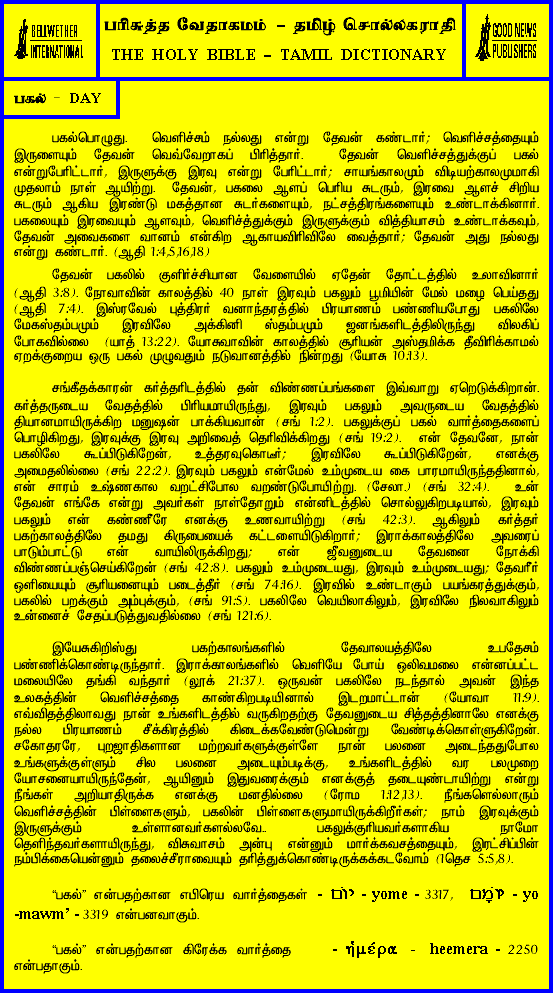 BELLWETHER
INTERNATIONAL
பரிசுத்த வேதாகமம் – தமிழ் சொல்லகராதி
THE HOLY BIBLE – TAMIL DICTIONARY
GOOD NEWS
PUBLISHERS
பகல் – DAY
பகல்பொழுது. வெளிச்சம் நல்லது என்று தேவன் கண்டார்; வெளிச்சத்தையும்
இருளையும் தேவன் வெவ்வேறாகப் பிரித்தார். தேவன் வெளிச்சத்துக்குப் பகல்
என்றுபேரிட்டார், இருளுக்கு இரவு என்று பேரிட்டார்; சாயங்காலமும் விடியற்காலமுமாகி
முதலாம் நாள் ஆயிற்று. தேவன், பகலை ஆளப் பெரிய சுடரும், இரவை ஆளச் சிறிய
சுடரும் ஆகிய இரண்டு மகத்தான சுடர்களையும், நட்சத்திரங்களையும் உண்டாக்கினார்.
பகலையும் இரவையும் ஆளவும், வெளிச்சத்துக்கும் இருளுக்கும் வித்தியாசம் உண்டாக்கவும்,
தேவன் அவைகளை வானம் என்கிற ஆகாயவிரிவிலே வைத்தார்; தேவன் அது நல்லது
என்று கண்டார். (ஆதி 1:4,5,16,18)
தேவன் பகலில் குளிர்ச்சியான வேளையில் ஏதேன் தோட்டத்தில் உலாவினார்
(ஆதி 3:8). நோவாவின் காலத்தில் 40 நாள் இரவும் பகலும் பூமியின் மேல் மழை பெய்தது
(ஆதி 7:4). இஸ்ரவேல் புத்திரர் வனாந்தரத்தில் பிரயாணம் பண்ணியபோது பகலிலே
மேகஸ்தம்பமும் இரவிலே அக்கினி ஸ்தம்பமும் ஜனங்களிடத்திலிருந்து விலகிப்
போகவில்லை (யாத் 13:22). யோசுவாவின் காலத்தில் சூரியன் அஸ்தமிக்க தீவிரிக்காமல்
ஏறக்குறைய ஒரு பகல் முழுவதும் நடுவானத்தில் நின்றது (யோசு 10:13).
சங்கீதக்காரன் கர்த்தரிடத்தில் தன் விண்ணப்பங்களை இவ்வாறு ஏறெடுக்கிறான்.
கர்த்தருடைய வேதத்தில் பிரியமாயிருந்து, இரவும் பகலும் அவருடைய வேதத்தில்
தியானமாயிருக்கிற மனுஷன் பாக்கியவான் (சங் 1:2). பகலுக்குப் பகல் வார்த்தைகளைப்
பொழிகிறது, இரவுக்கு இரவு அறிவைத் தெரிவிக்கிறது (சங் 19:2). என் தேவனே, நான்
பகலிலே கூப்பிடுகிறேன், உத்தரவுகொடீர்; இரவிலே கூப்பிடுகிறேன், எனக்கு
அமைதலில்லை (சங் 22:2). இரவும் பகலும் என்மேல் உம்முடைய கை பாரமாயிருந்ததினால்,
என் சாரம் உஷ்ணகால வறட்சிபோல வறண்டுபோயிற்று. (சேலா.) (சங் 32:4). உன்
தேவன் எங்கே என்று அவர்கள் நாள்தோறும் என்னிடத்தில் சொல்லுகிறபடியால், இரவும்
பகலும் என் கண்ணீரே எனக்கு உணவாயிற்று (சங் 42:3). ஆகிலும் கர்த்தர்
பகற்காலத்திலே தமது கிருபையைக் கட்டளையிடுகிறார்; இராக்காலத்திலே அவரைப்
பாடும்பாட்டு என் வாயிலிருக்கிறது; என் ஜீவனுடைய தேவனை நோக்கி
விண்ணப்பஞ்செய்கிறேன் (சங் 42:8). பகலும் உம்முடையது, இரவும் உம்முடையது; தேவரீர்
ஒளியையும் சூரியனையும் படைத்தீர் (சங் 74:16). இரவில் உண்டாகும் பயங்கரத்துக்கும்,
பகலில் பறக்கும் அம்புக்கும், (சங் 91:5). பகலிலே வெயிலாகிலும், இரவிலே நிலவாகிலும்
உன்னைச் சேதப்படுத்துவதில்லை (சங் 121:6).
இயேசுகிறிஸ்து பகற்காலங்களில் தேவாலயத்திலே உபதேசம்
பண்ணிக்கொண்டிருந்தார். இராக்காலங்களில் வெளியே போய் ஒலிவமலை என்னப்பட்ட
மலையிலே தங்கி வந்தார் (லூக் 21:37). ஒருவன் பகலிலே நடந்தால் அவன் இந்த
உலகத்தின் வெளிச்சத்தை காண்கிறபடியினால் இடறமாட்டான் (யோவா 11:9).
எவ்விதத்திலாவது நான் உங்களிடத்தில் வருகிறதற்கு தேவனுடைய சித்தத்தினாலே எனக்கு
நல்ல பிரயாணம் சீக்கிரத்தில் கிடைக்கவேண்டுமென்று வேண்டிக்கொள்ளுகிறேன்.
சகோதரரே, புறஜாதிகளான மற்றவர்களுக்குள்ளே நான் பலனை அடைந்ததுபோல
உங்களுக்குள்ளும் சில பலனை அடையும்படிக்கு, உங்களிடத்தில் வர பலமுறை
யோசனையாயிருந்தேன், ஆயினும் இதுவரைக்கும் எனக்குத் தடையுண்டாயிற்று என்று
நீங்கள் அறியாதிருக்க எனக்கு மனதில்லை (ரோம 1:12,13). நீங்களெல்லாரும்
வெளிச்சத்தின் பிள்ளைகளும், பகலின் பிள்ளைகளுமாயிருக்கிறீர்கள்; நாம் இரவுக்கும்
இருளுக்கும் உள்ளானவர்களல்லவே. பகலுக்குரியவர்களாகிய நாமோ
தெளிந்தவர்களாயிருந்து, விசுவாசம் அன்பு என்னும் மார்க்கவசத்தையும், இரட்சிப்பின்
நம்பிக்கையென்னும் தலைச்சீராவையும் தரித்துக்கொண்டிருக்கக்கடவோம் (1தெச 5:5,8).
“பகல்” என்பதற்கான எபிரெய வார்த்தைகள் - יוֹם - yome - 3317, יוֹמָם - yo
-mawm’ - 3319 என்பனவாகும்.
“பகல்” என்பதற்கான கிரேக்க வார்த்தை - ἡμέρα - heemera - 2250
என்பதாகும்.